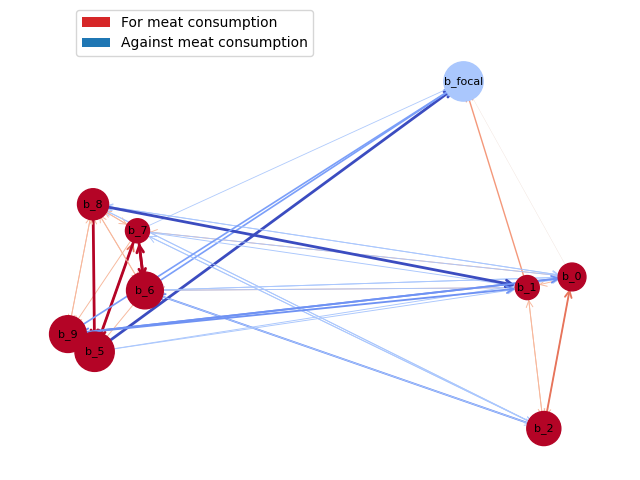 For meat consumption
Against meat consumption
b_focal
b_8
b_7
b_0
b_1
b_6
b_9
b_5
b_2